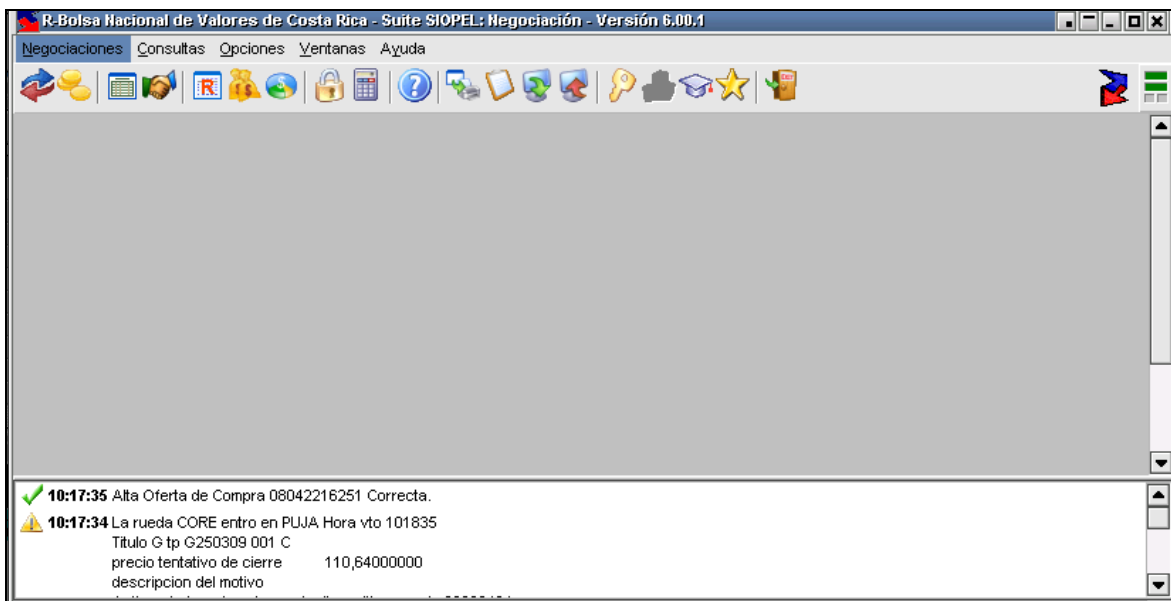 R-Bolsa Nacional de Valores de Costa Rica - Suite SIOPEL: Negociación - Versión 6.00.1
Negociaciones Consultas Opciones Ventanas Ayuda
R $ $ ? EXIT
10:17:35 Alta Oferta de Compra 08042216251 Correcta.
10:17:34 La rueda CORE entro en PUJA Hora vto 101835
Titulo G tp G250309 001 C
precio tentativo de cierre 110,64000000
descripcion del motivo